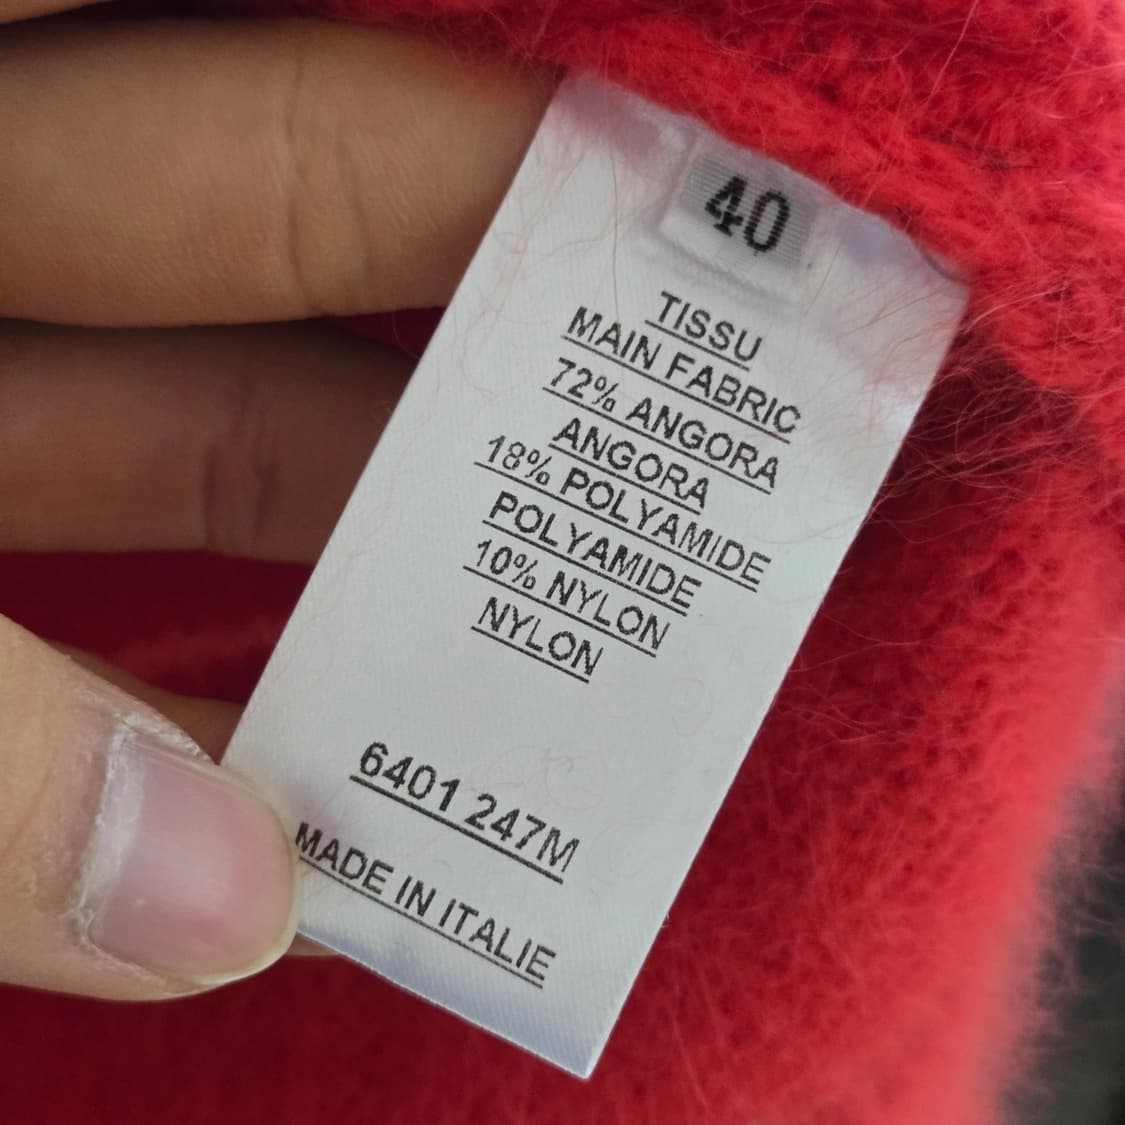 40
TISSU
MAIN FABRIC
72% ANGORA
ANGORA
18% POLYAMIDE
POLYAMIDE
10% NYLON
NYLON
6401 247M
MADE IN ITALIE